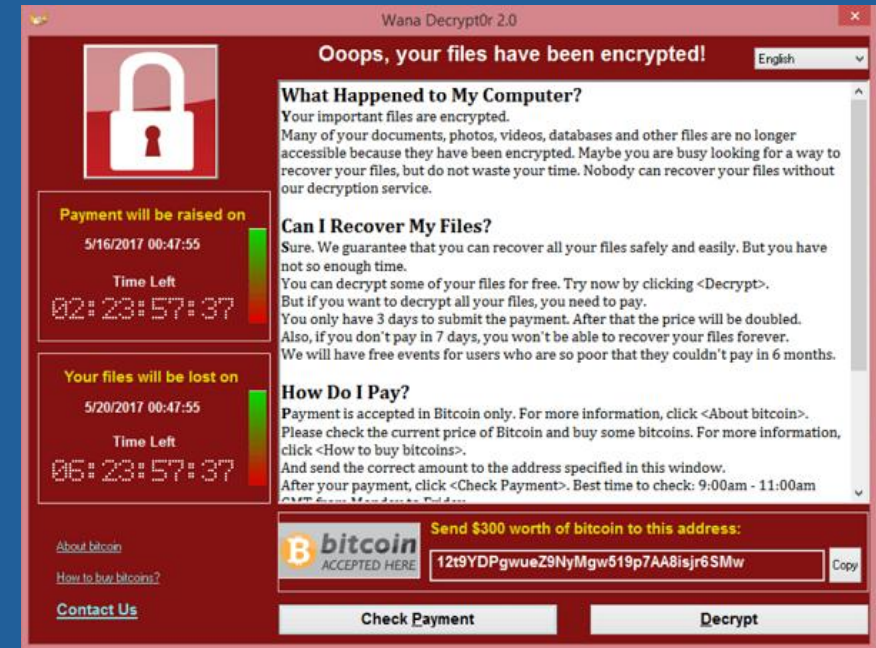 Wana Decrypt0r 2.0
Ooops, your files have been encrypted!
English
What Happened to My Computer?
Your important files are encrypted.
Many of your documents, photos, videos, databases and other files are no longer
accessible because they have been encrypted. Maybe you are busy looking for a way to
recover your files, but do not waste your time. Nobody can recover your files without
our decryption service.
Can I Recover My Files?
Sure. We guarantee that you can recover all your files safely and easily. But you have
not so enough time.
You can decrypt some of your files for free. Try now by clicking <Decrypt>.
But if you want to decrypt all your files, you need to pay.
You only have 3 days to submit the payment. After that the price will be doubled.
Also, if you don't pay in 7 days, you won't be able to recover your files forever.
We will have free events for users who are so poor that they couldn't pay in 6 months.
How Do I Pay?
Payment is accepted in Bitcoin only. For more information, click <About bitcoin>.
Please check the current price of Bitcoin and buy some bitcoins. For more information,
click <How to buy bitcoins>.
And send the correct amount to the address specified in this window.
After your payment, click <Check Payment>. Best time to check: 9:00am - 11:00am
GMT from Monday to Friday.
Payment will be raised on
5/16/2017 00:47:55
Time Left
02:23:57:37
Your files will be lost on
5/20/2017 00:47:55
Time Left
06:23:57:37
About bitcoin
How to buy bitcoins?
Contact Us
bitcoin
ACCEPTED HERE
Send $300 worth of bitcoin to this address:
12t9YDPgwueZ9NyMgw519p7AA8isjr6SMw
Copy
Check Payment
Decrypt